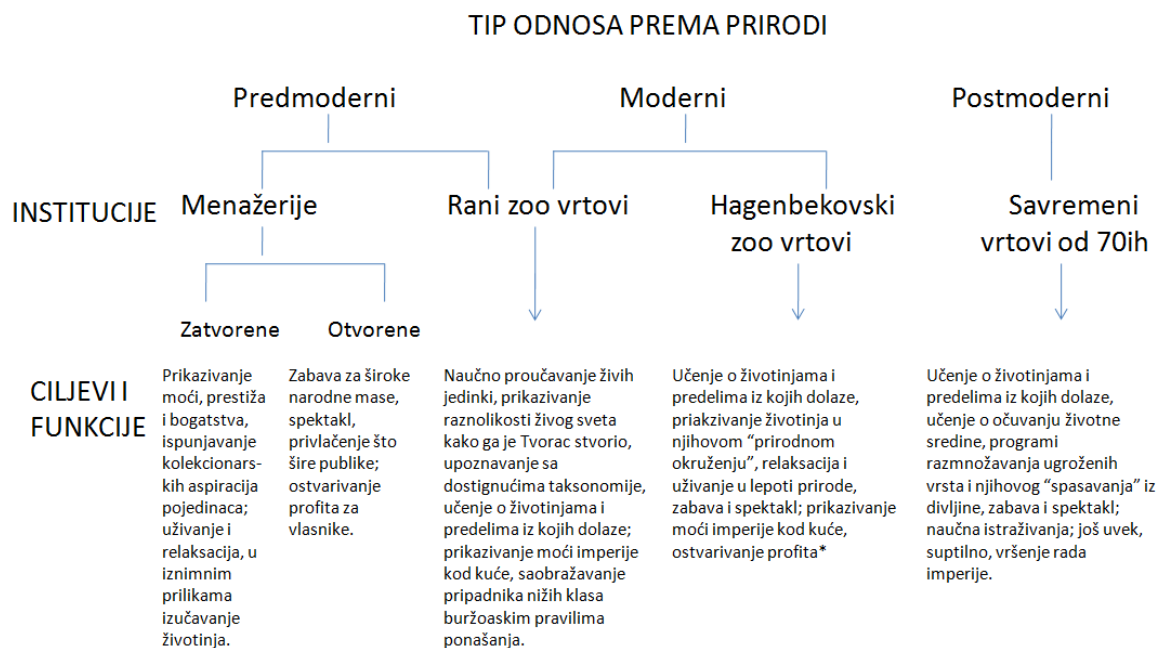 TIP ODNOSA PREMA PRIRODI
Predmoderni
Moderni
Postmoderni
INSTITUCIJE
Menažerije
Rani zoo vrtovi
Hagenbekovski
zoo vrtovi
Savremeni
vrtovi od 70ih
Zatvorene
Otvorene
CILJEVI I
FUNKCIJE
Prikazivanje
moći, prestiža
i bogatstva,
ispunjavanje
kolekcionars-
kih aspiracija
pojedinaca;
uživanje i
relaksacija, u
iznimnim
prilikama
izučavanje
životinja.
Zabava za široke
narodne mase,
spektakl,
privlačenje što
šire publike;
ostvarivanje
profita za
vlasnike.
Naučno proučavanje živih
jedinki, prikazivanje
raznolikosti živog sveta
kako ga je Tvorac stvorio,
upoznavanje sa
dostignućima taksonomije,
učenje o životinjama i
predelima iz kojih dolaze;
prikazivanje moći imperije
kod kuće, saobražavanje
pripadnika nižih klasa
buržoaskim pravilima
ponašanja.
Učenje o životinjama i
predelima iz kojih dolaze,
priakzivanje životinja u
njihovom “prirodnom
okruženju”, relaksacija i
uživanje u lepoti prirode,
zabava i spektakl; prikazivanje
moći imperije kod kuće,
ostvarivanje profita*
Učenje o životinjama i
predelima iz kojih dolaze,
učenje o očuvanju životne
sredine, programi
razmnožavanja ugroženih
vrsta i njihovog “spasavanja” iz
divljine, zabava i spektakl;
naučna istraživanja; još uvek,
suptilno, vršenje rada
imperije.